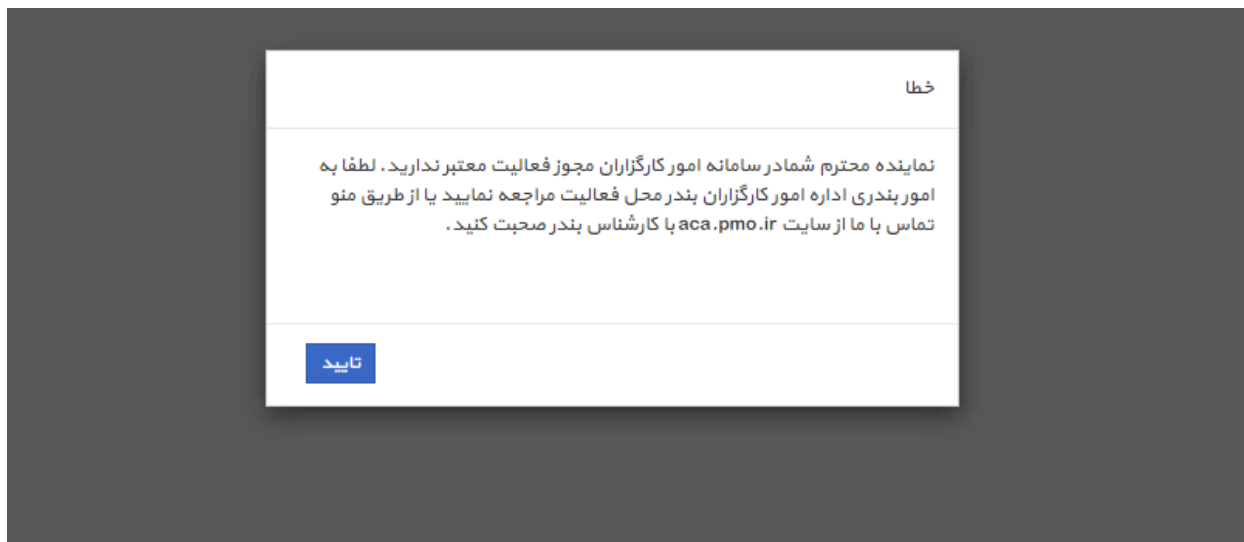 خطا
نماینده محترم شمادر سامانه امور کارگزاران مجوز فعالیت معتبر ندارید. لطفا به
امور بندری اداره امور کارگزاران بندر محل فعالیت مراجعه نمایید یا از طریق منو
تماس با ما از سایت aca.pmo.ir با کارشناس بندر صحبت کنید.
تایید